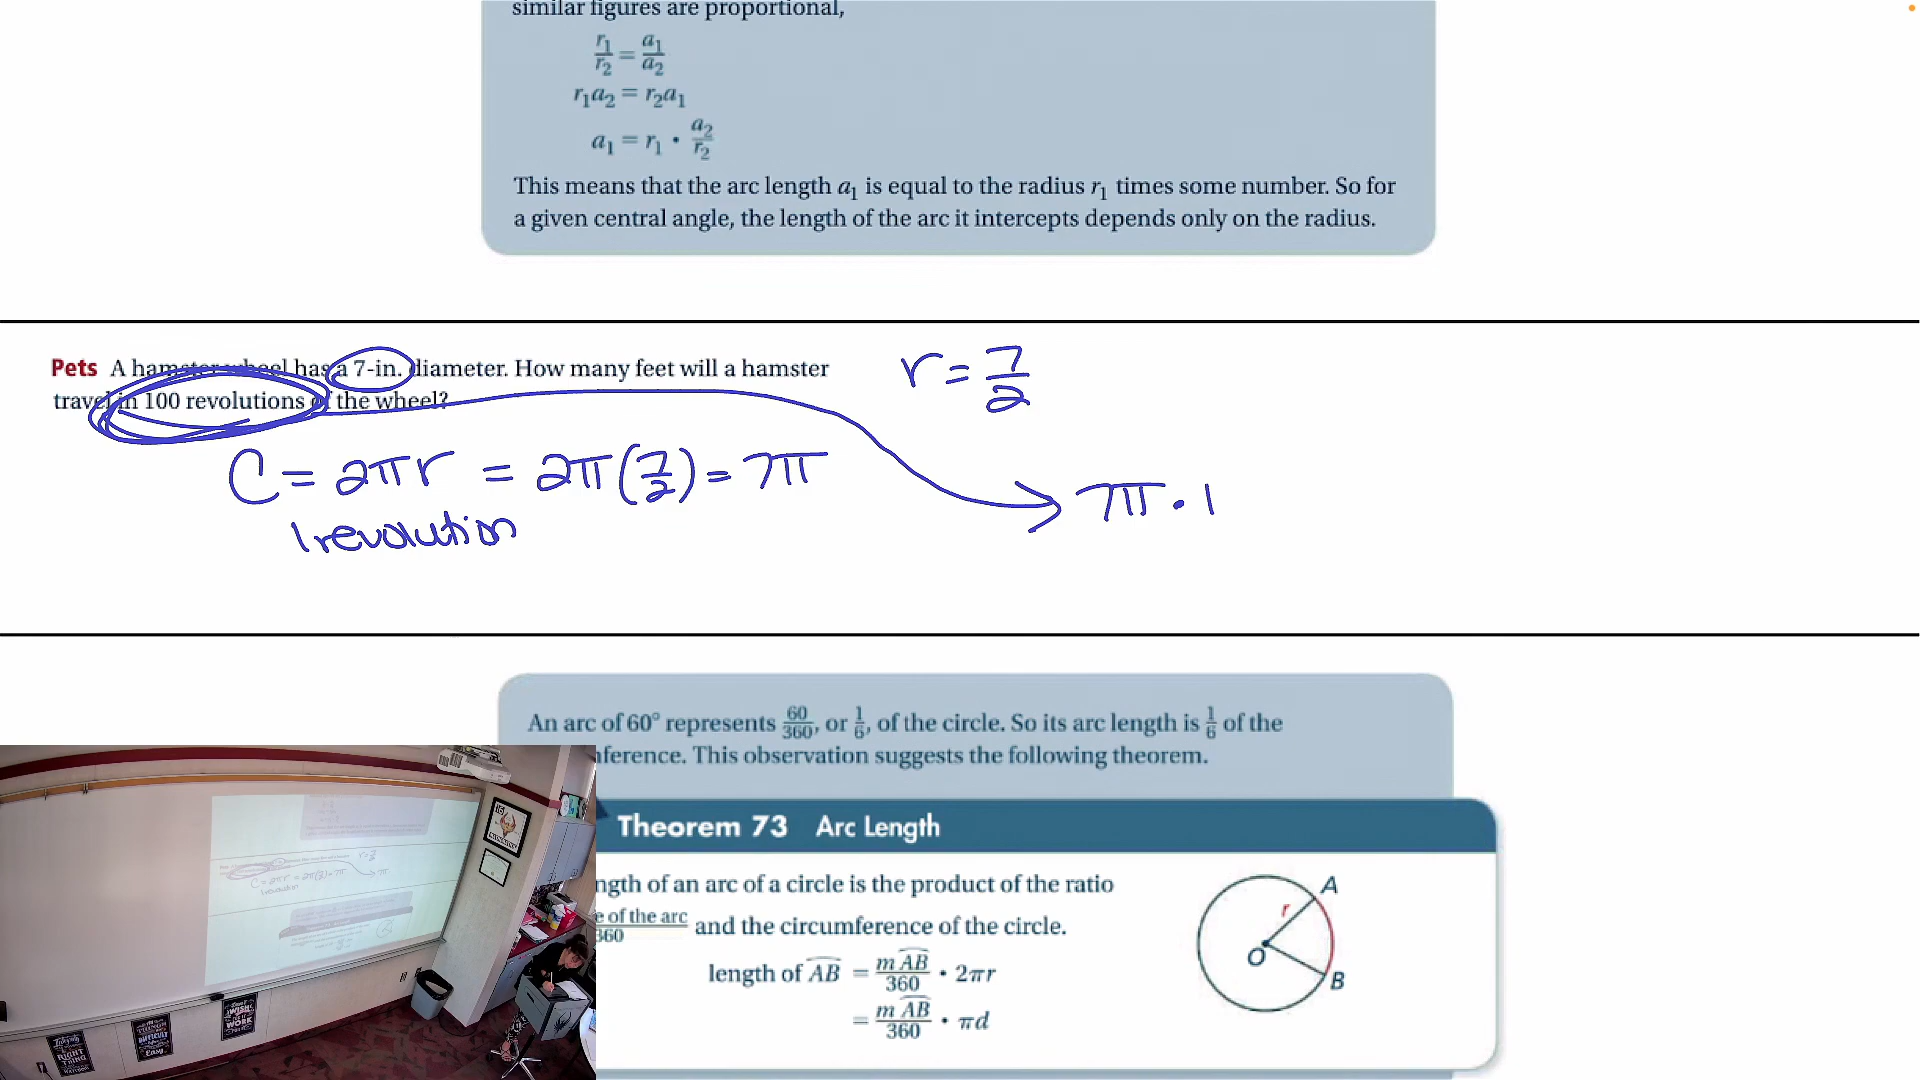 similar figures are proportional,
r₁/r₂ = a₁/a₂
r₁a₂ = r₂a₁
a₁ = r₁ · a₂/r₂
This means that the arc length a₁ is equal to the radius r₁ times some number. So for
a given central angle, the length of the arc it intercepts depends only on the radius.
Pets A hamster wheel has a 7-in. diameter. How many feet will a hamster
travel in 100 revolutions of the wheel?
r = 7/2
C = 2πr = 2π(7/2) = 7π
1 revolution
7π · 1
An arc of 60° represents 60/360, or 1/6, of the circle. So its arc length is 1/6 of the
ference. This observation suggests the following theorem.
Theorem 73 Arc Length
ngth of an arc of a circle is the product of the ratio
e of the arc/360 and the circumference of the circle.
length of AB = mAB/360 · 2πr
= mAB/360 · πd
A
r
O
B
WISH
WORK
RIGHT
THING
DIFFICULT
Easy